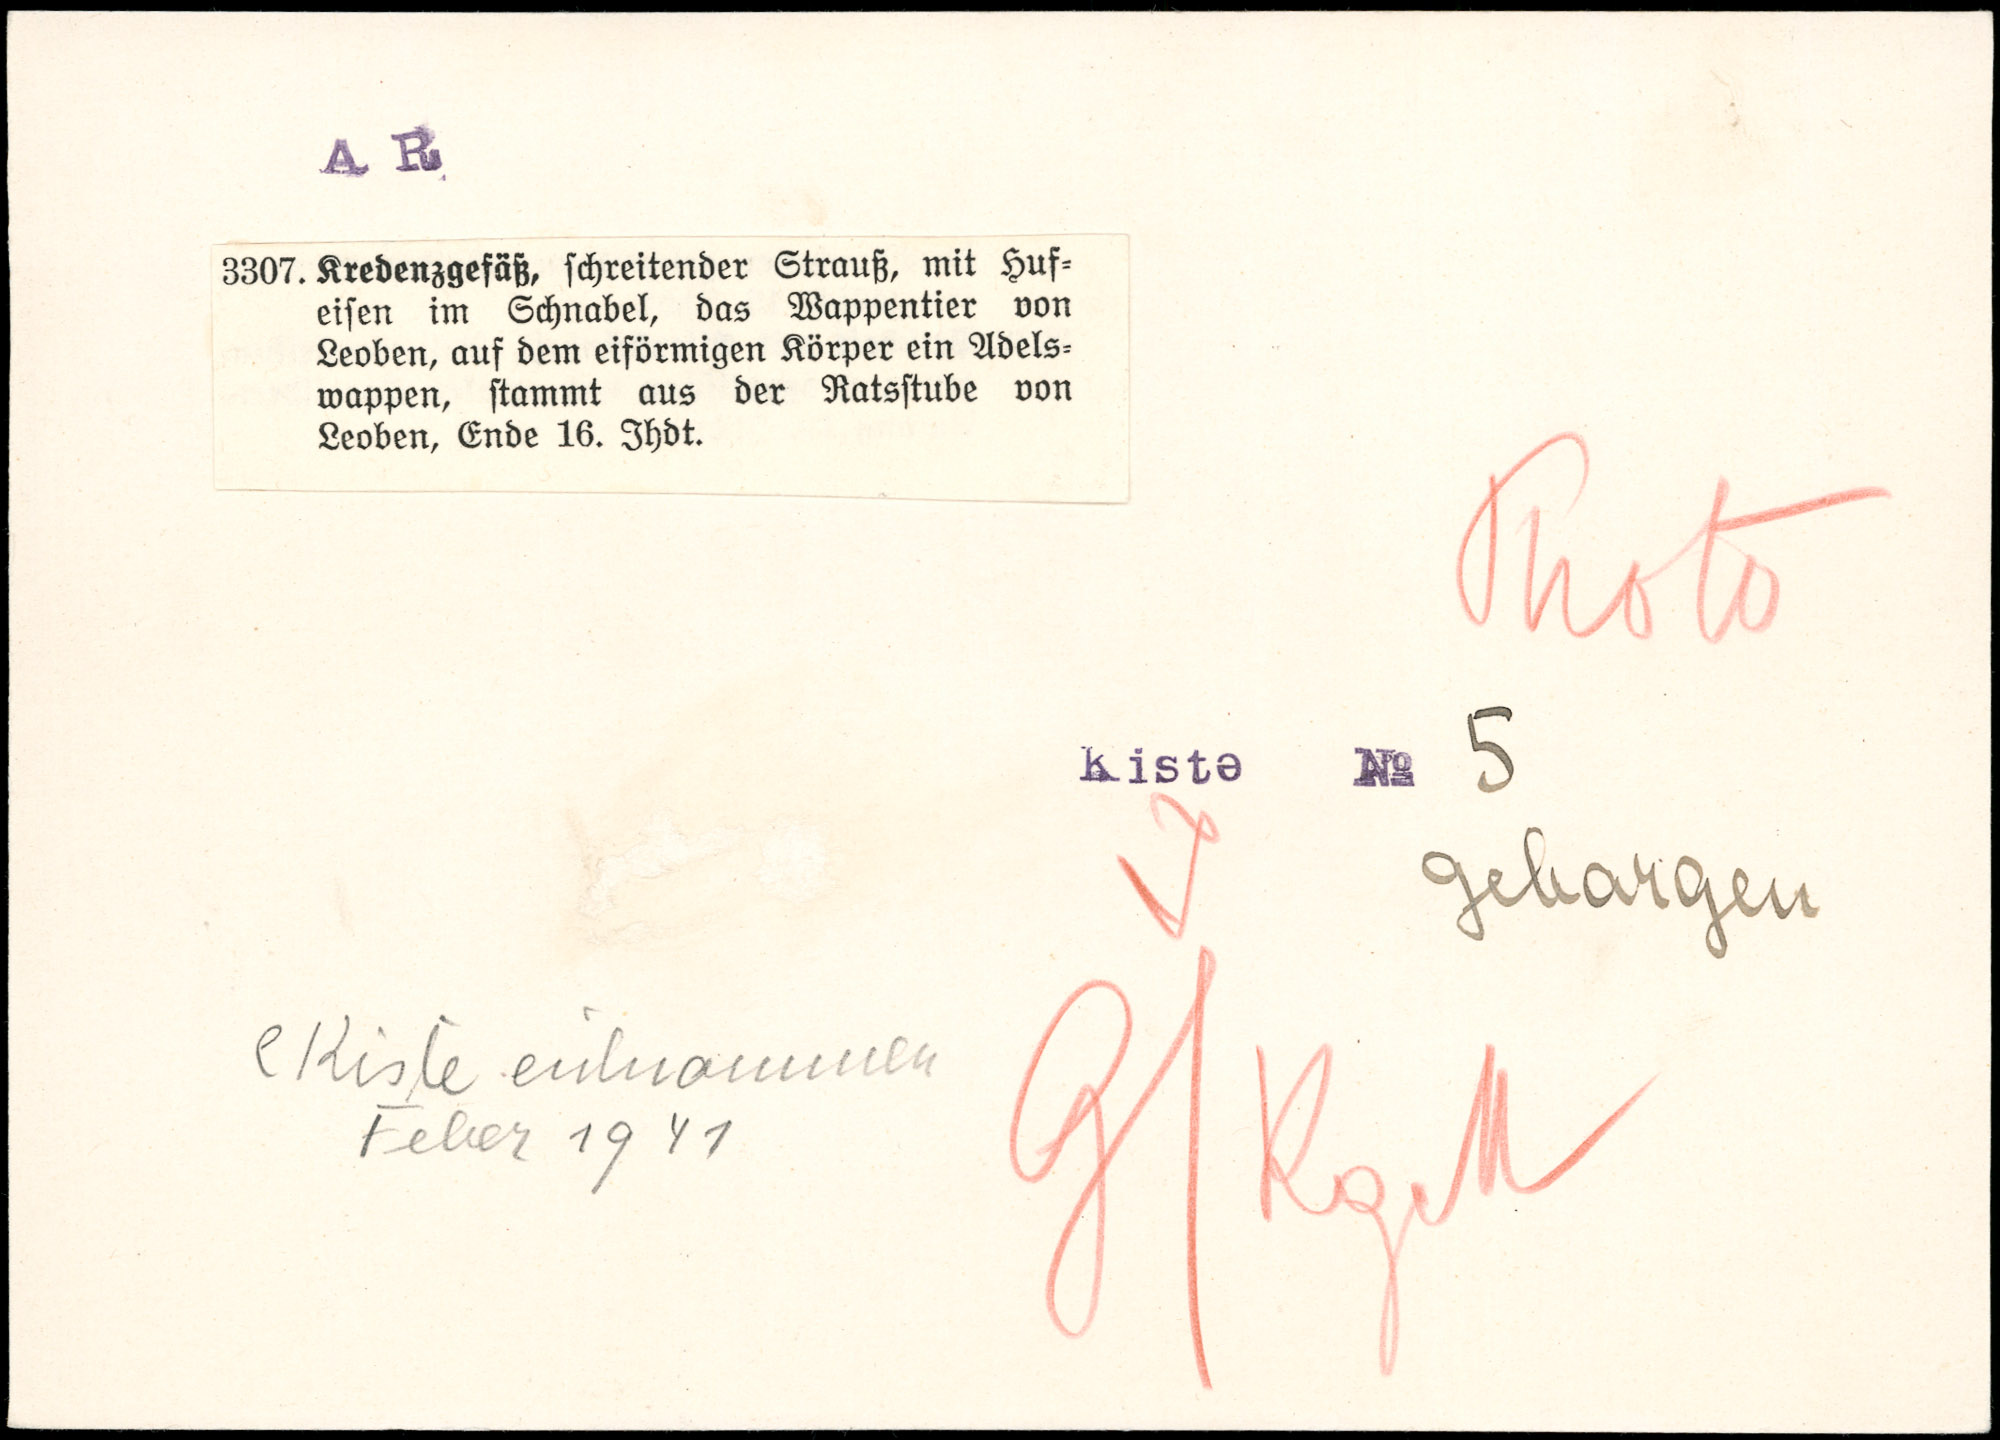 A R
3307. Kredenzgefäß, schreitender Strauß, mit Huf-
eisen im Schnabel, das Wappentier von
Leoben, auf dem eiförmigen Körper ein Adels-
wappen, stammt aus der Ratsstube von
Leoben, Ende 16. Jhdt.
Photo
Kiste № 5
gebargen
Kiste entnommen
Feber 1941